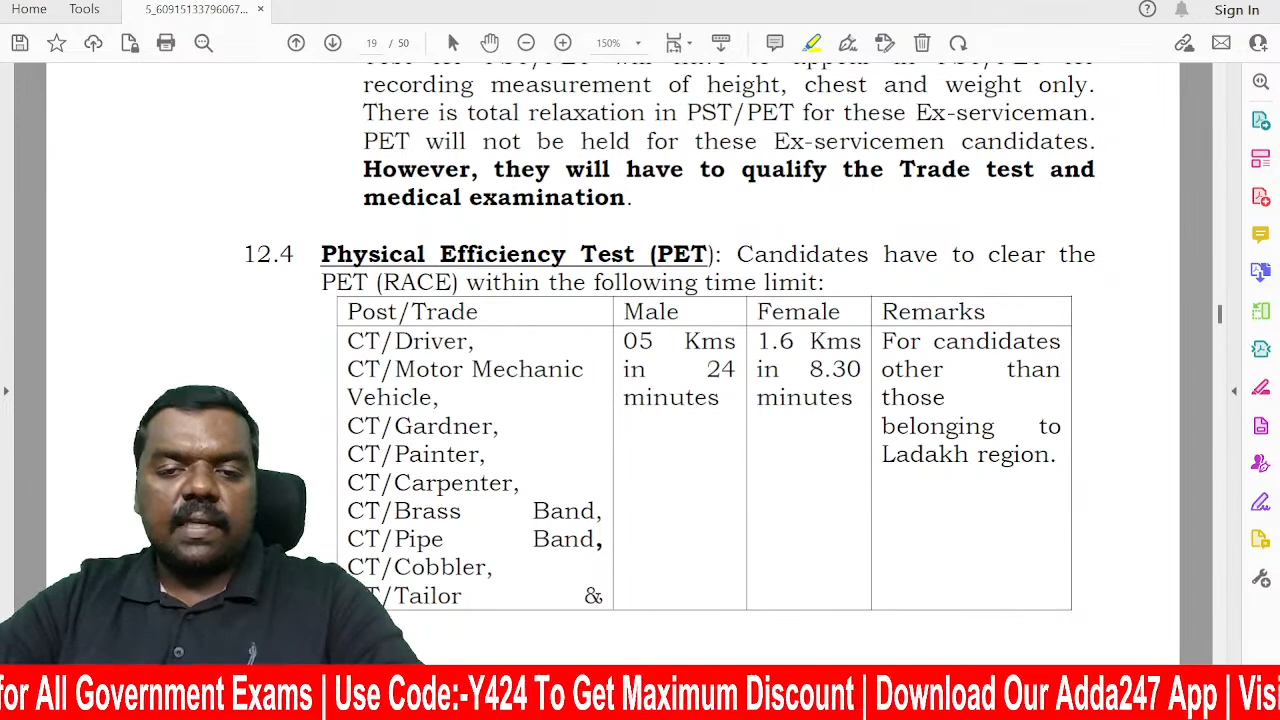 Home Tools 5_60915133796067... × Sign In
19 / 50 150%
recording measurement of height, chest and weight only.
There is total relaxation in PST/PET for these Ex-serviceman.
PET will not be held for these Ex-servicemen candidates.
However, they will have to qualify the Trade test and
medical examination.
12.4 Physical Efficiency Test (PET): Candidates have to clear the
PET (RACE) within the following time limit:
Post/Trade Male Female Remarks
CT/Driver, 05 Kms 1.6 Kms For candidates
CT/Motor Mechanic in 24 in 8.30 other than
Vehicle, minutes minutes those
CT/Gardner, belonging to
CT/Painter, Ladakh region.
CT/Carpenter,
CT/Brass Band,
CT/Pipe Band,
CT/Cobbler,
/Tailor &
for All Government Exams | Use Code:-Y424 To Get Maximum Discount | Download Our Adda247 App | Visi